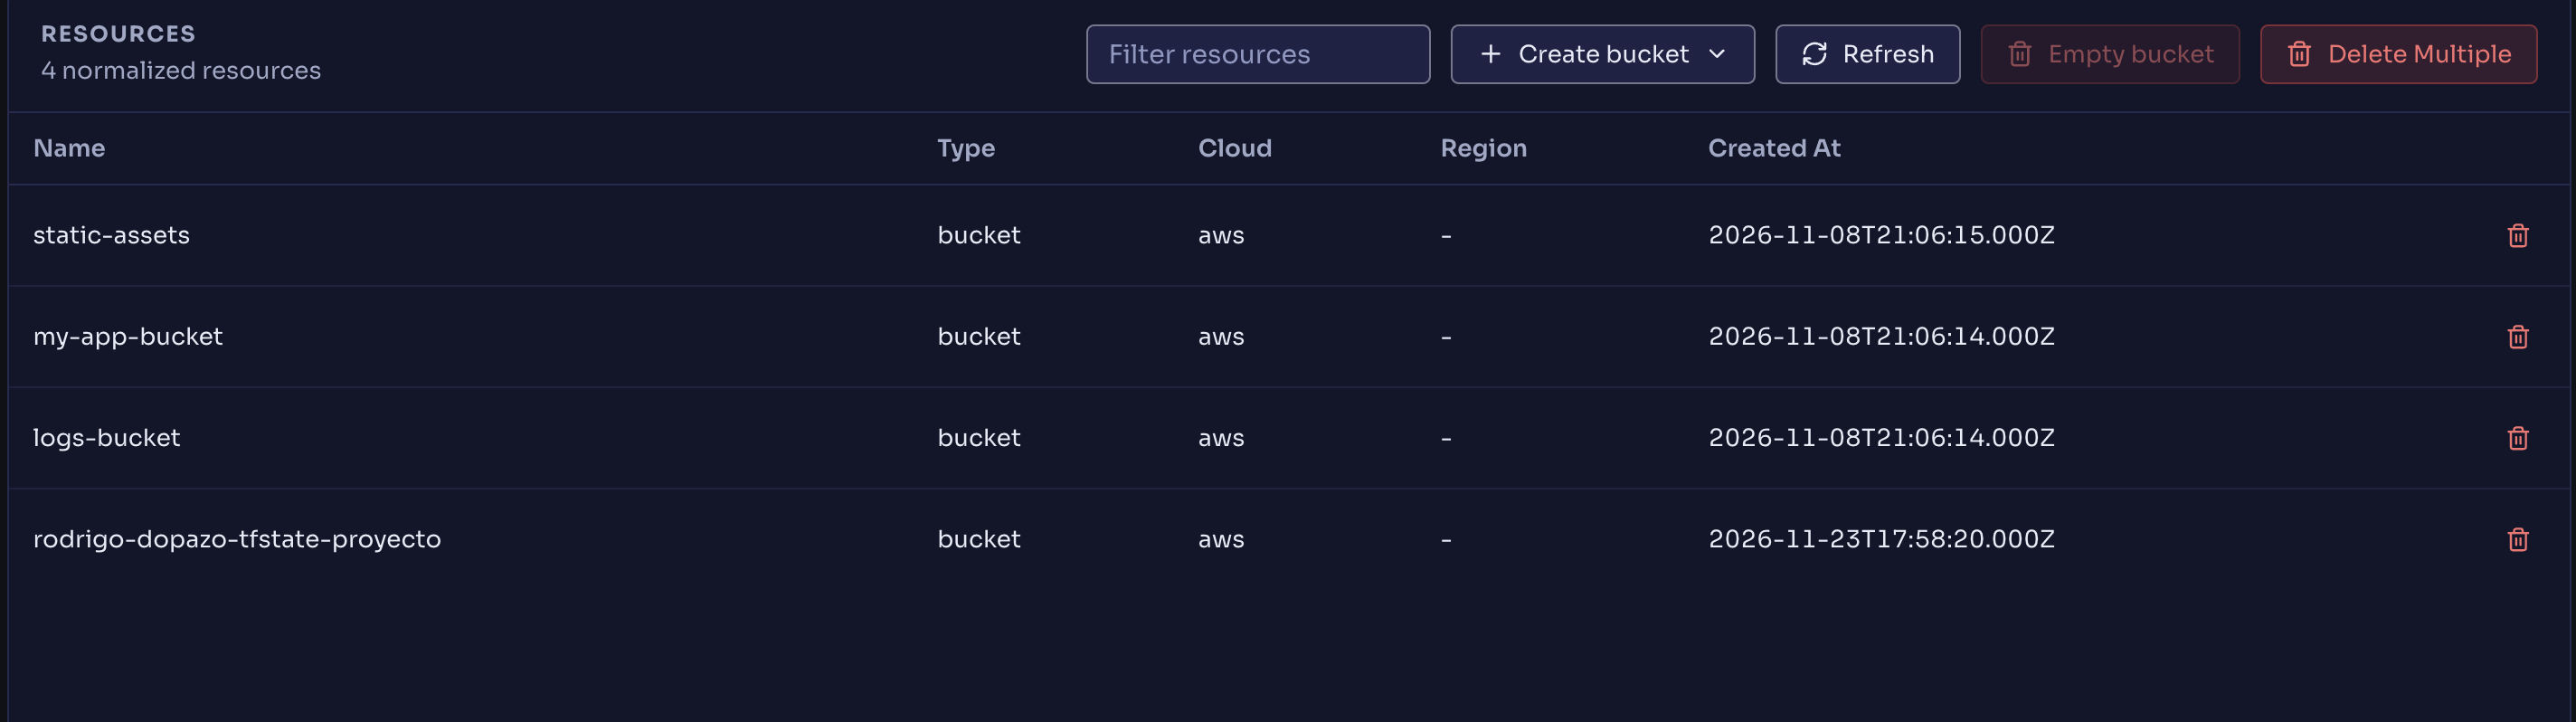 RESOURCES
4 normalized resources
Filter resources
Create bucket
Refresh
Empty bucket
Delete Multiple
Name Type Cloud Region Created At
static-assets bucket aws - 2026-11-08T21:06:15.000Z
my-app-bucket bucket aws - 2026-11-08T21:06:14.000Z
logs-bucket bucket aws - 2026-11-08T21:06:14.000Z
rodrigo-dopazo-tfstate-proyecto bucket aws - 2026-11-23T17:58:20.000Z